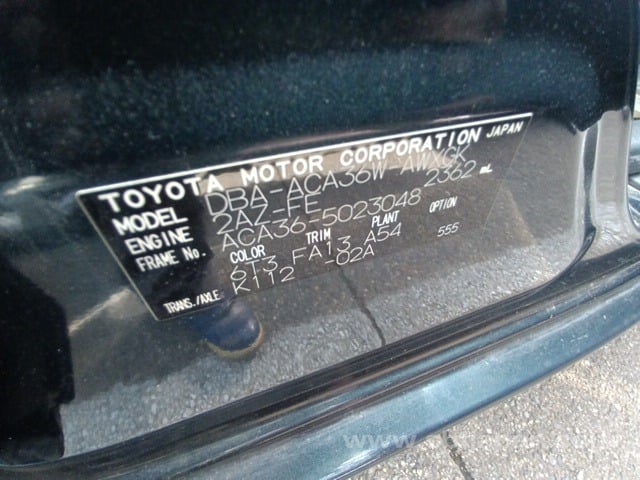 TOYOTA MOTOR CORPORATION JAPAN
MODEL DBA-ACA36W-AWXGK
ENGINE 2AZ-FE 2362 mL
FRAME No. ACA36-5023048
COLOR TRIM PLANT OPTION
6T3 FA13 A54 555
TRANS./AXLE: K112 -02A